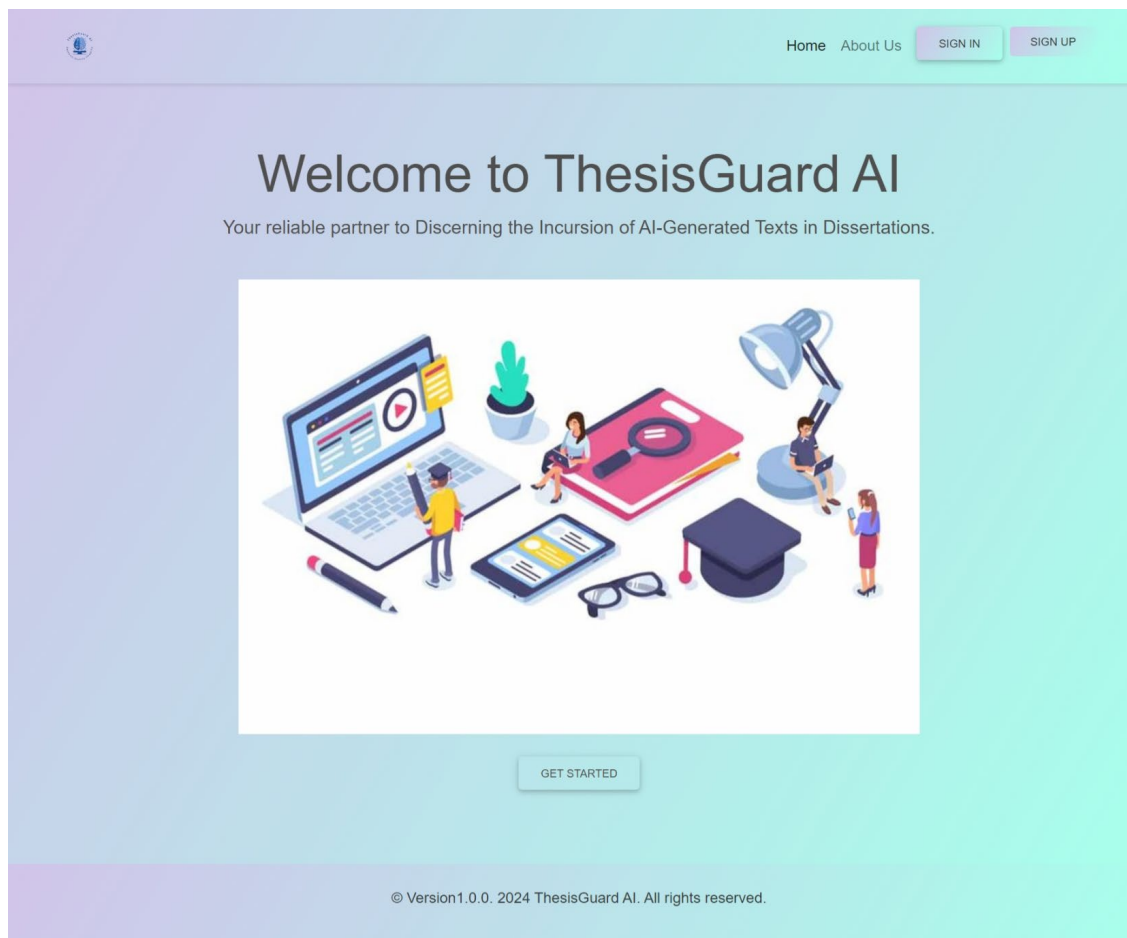 Home About Us SIGN IN SIGN UP
Welcome to ThesisGuard AI
Your reliable partner to Discerning the Incursion of AI-Generated Texts in Dissertations.
GET STARTED
© Version1.0.0. 2024 ThesisGuard AI. All rights reserved.